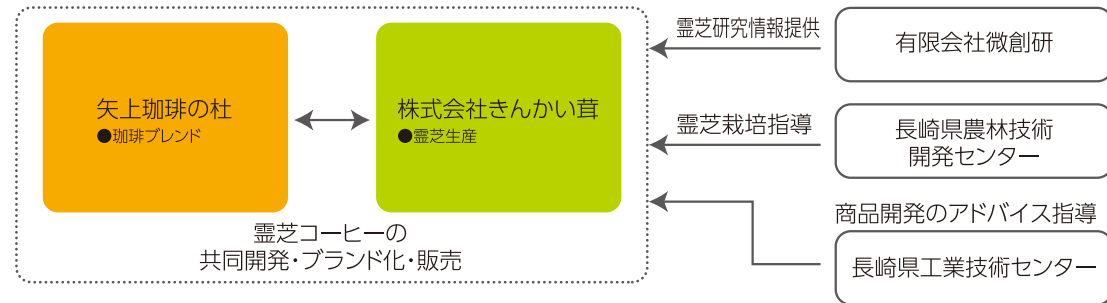 矢上珈琲の杜
●珈琲ブレンド
株式会社きんかい茸
●霊芝生産
霊芝コーヒーの
共同開発・ブランド化・販売
霊芝研究情報提供
有限会社微創研
霊芝栽培指導
長崎県農林技術
開発センター
商品開発のアドバイス指導
長崎県工業技術センター